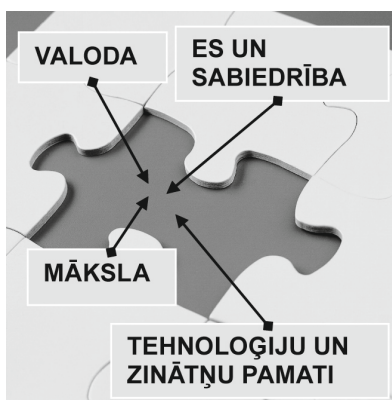 VALODA
ES UN
SABIEDRĪBA
MĀKSLA
TEHNOLOĢIJU UN
ZINĀTŅU PAMATI